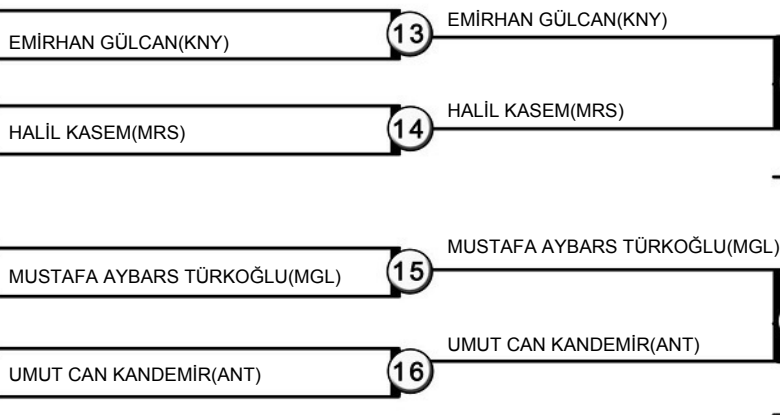 EMİRHAN GÜLCAN(KNY)
13
EMİRHAN GÜLCAN(KNY)
HALİL KASEM(MRS)
14
HALİL KASEM(MRS)
MUSTAFA AYBARS TÜRKOĞLU(MGL)
15
MUSTAFA AYBARS TÜRKOĞLU(MGL)
UMUT CAN KANDEMİR(ANT)
16
UMUT CAN KANDEMİR(ANT)